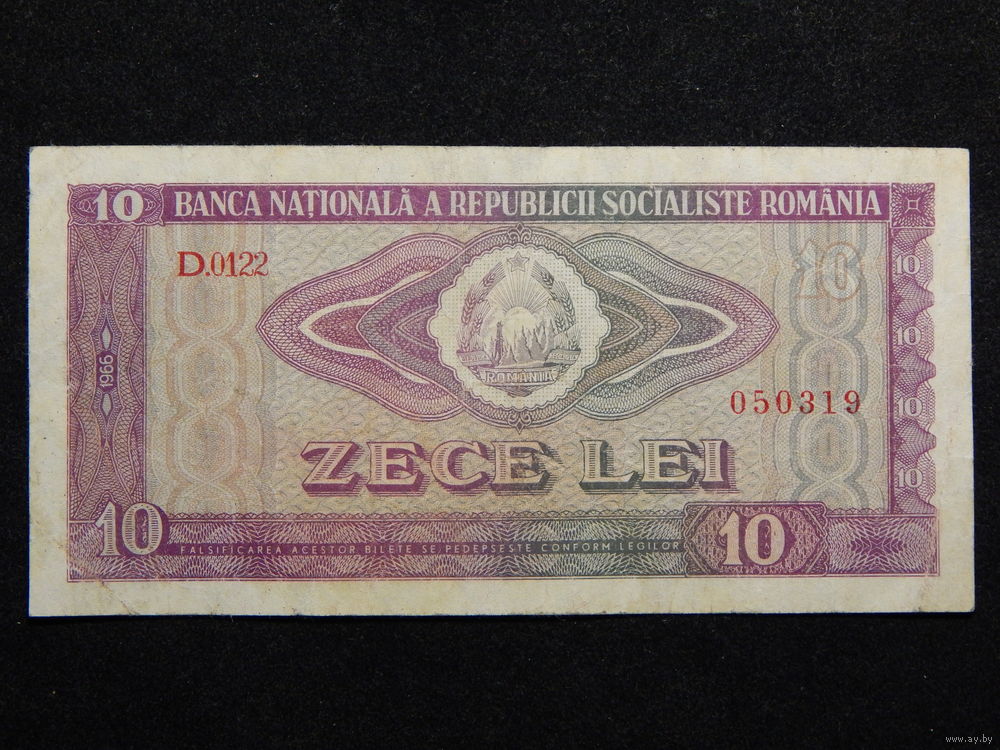 10 BANCA NAȚIONALĂ A REPUBLICII SOCIALISTE ROMÂNIA
D.0122
10
10
1966
10
ROMÂNIA
10
050319
ZECE LEI
10
10
FALSIFICAREA ACESTOR BILETE SE PEDEPSEȘTE CONFORM LEGILOR
10
www.ay.by